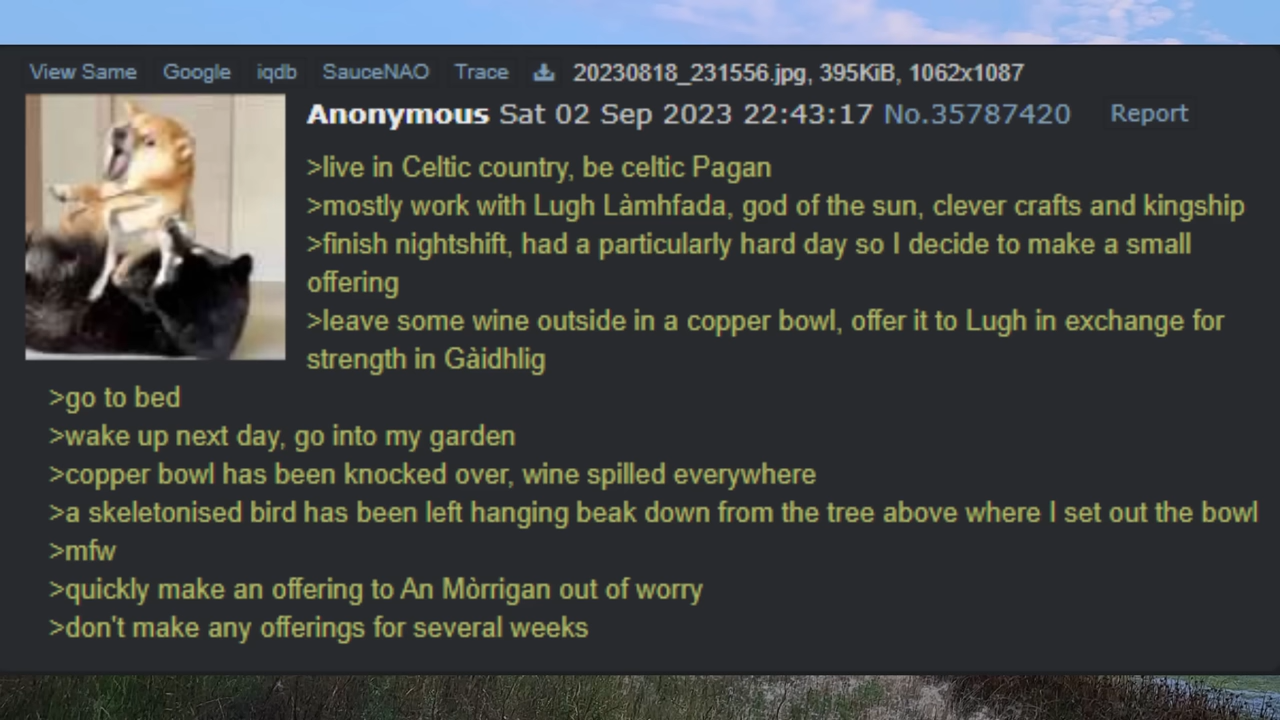 View Same Google iqdb SauceNAO Trace 20230818_231556.jpg, 395KiB, 1062x1087
Anonymous Sat 02 Sep 2023 22:43:17 No.35787420 Report
>live in Celtic country, be celtic Pagan
>mostly work with Lugh Làmhfada, god of the sun, clever crafts and kingship
>finish nightshift, had a particularly hard day so I decide to make a small
offering
>leave some wine outside in a copper bowl, offer it to Lugh in exchange for
strength in Gàidhlig
>go to bed
>wake up next day, go into my garden
>copper bowl has been knocked over, wine spilled everywhere
>a skeletonised bird has been left hanging beak down from the tree above where I set out the bowl
>mfw
>quickly make an offering to An Mòrrigan out of worry
>don't make any offerings for several weeks